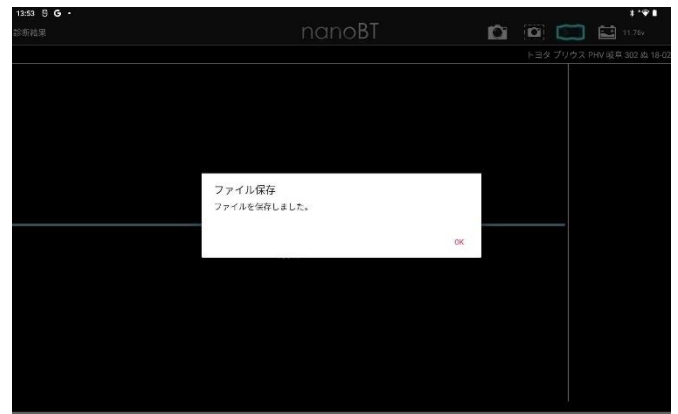 13:53 G
診断結果
nanoBT
11.76v
トヨタ プリウス PHV 岐阜 302 ぬ 18-02
ファイル保存
ファイルを保存しました。
OK